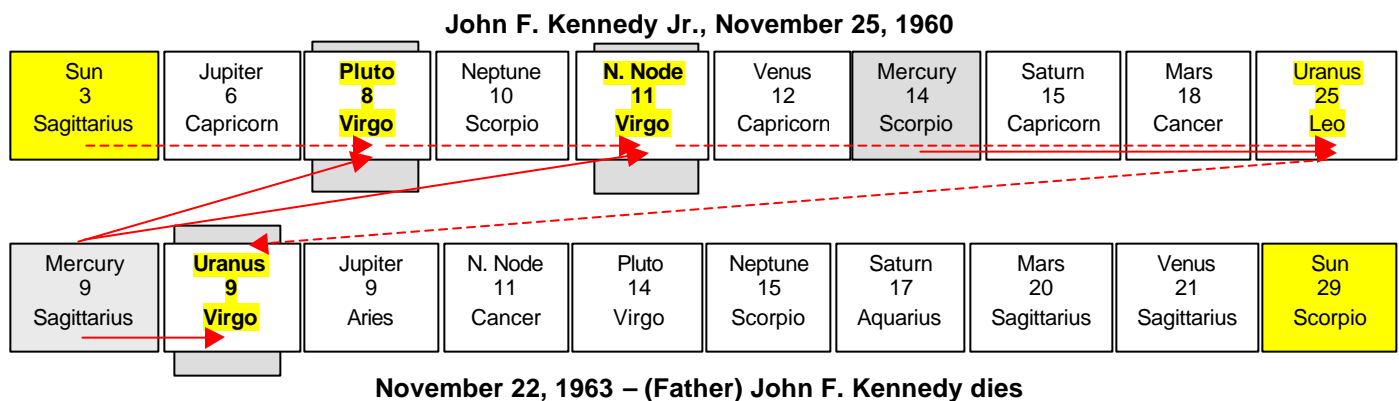 John F. Kennedy Jr., November 25, 1960
Sun Jupiter Pluto Neptune N. Node Venus Mercury Saturn Mars Uranus
3 6 8 10 11 12 14 15 18 25
Sagittarius Capricorn Virgo Scorpio Virgo Capricorn Scorpio Capricorn Cancer Leo
Mercury Uranus Jupiter N. Node Pluto Neptune Saturn Mars Venus Sun
9 9 9 11 14 15 17 20 21 29
Sagittarius Virgo Aries Cancer Virgo Scorpio Aquarius Sagittarius Sagittarius Scorpio
November 22, 1963 – (Father) John F. Kennedy dies